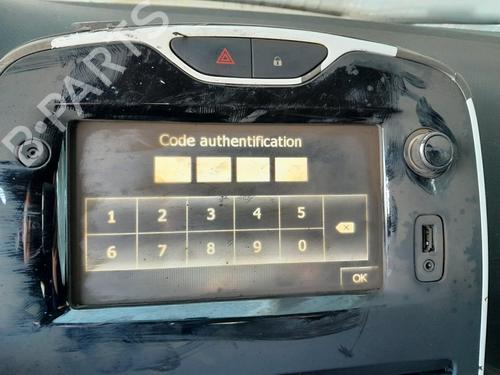 Code authentification
1 2 3 4 5
6 7 8 9 0
OK
B-PARTS